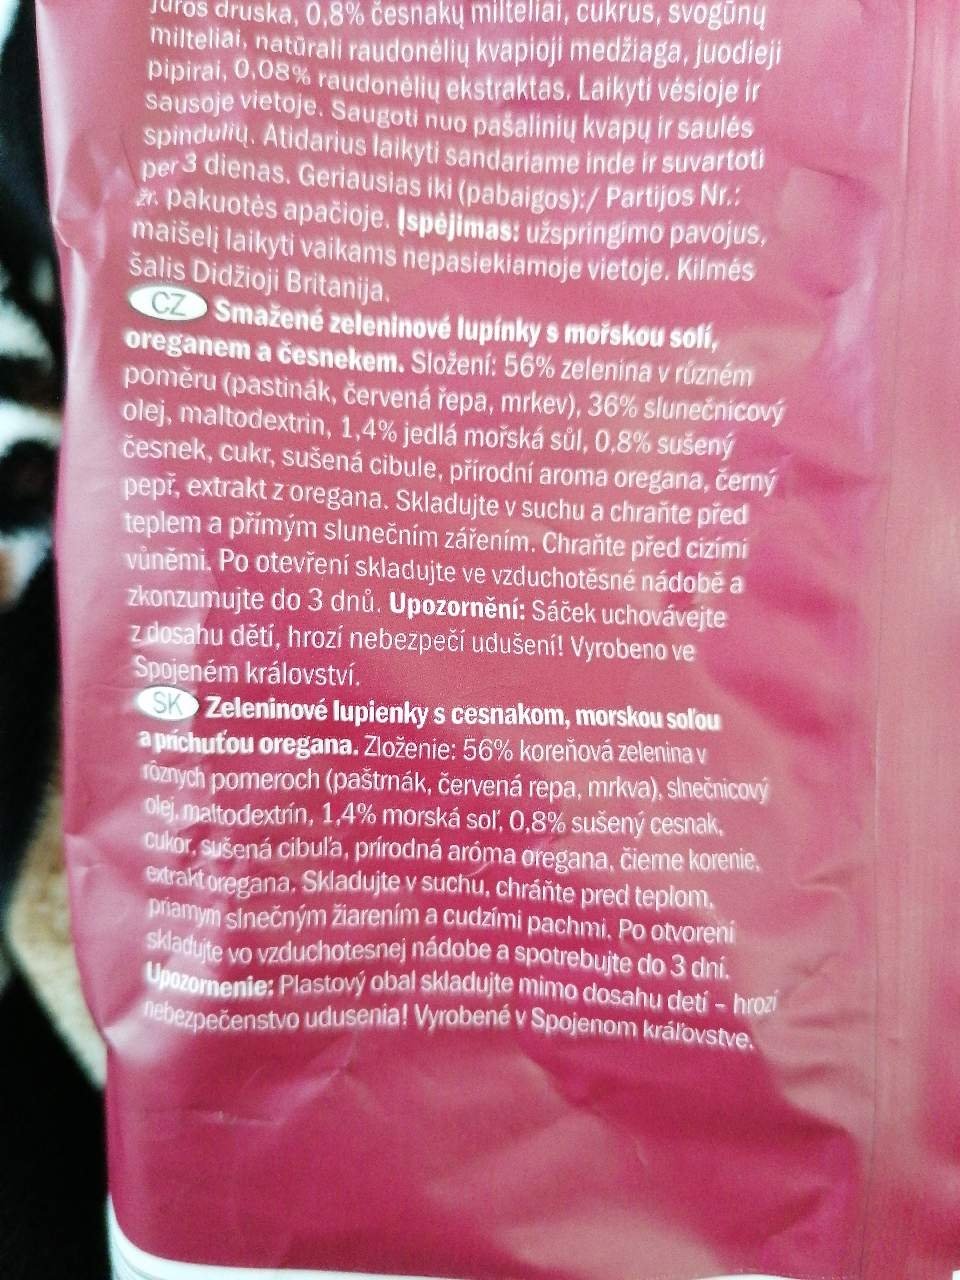 jūros druska, 0,8% česnakų milteliai, cukrus, svogūnų
milteliai, natūrali raudonėlių kvapioji medžiaga, juodieji
pipirai, 0,08% raudonėlių ekstraktas. Laikyti vėsioje ir
sausoje vietoje. Saugoti nuo pašalinių kvapų ir saulės
spindulių. Atidarius laikyti sandariame inde ir suvartoti
per 3 dienas. Geriausias iki (pabaigos):/ Partijos Nr.:
žr. pakuotės apačioje. Įspėjimas: užspringimo pavojus,
maišelį laikyti vaikams nepasiekiamoje vietoje. Kilmės
šalis Didžioji Britanija.
CZ Smažené zeleninové lupínky s mořskou solí,
oreganem a česnekem. Složení: 56% zelenina v různém
poměru (pastinák, červená řepa, mrkev), 36% slunečnicový
olej, maltodextrin, 1,4% jedlá mořská sůl, 0,8% sušený
česnek, cukr, sušená cibule, přírodní aroma oregana, černý
pepř, extrakt z oregana. Skladujte v suchu a chraňte před
teplem a přímým slunečním zářením. Chraňte před cizími
vůněmi. Po otevření skladujte ve vzduchotěsné nádobě a
zkonzumujte do 3 dnů. Upozornění: Sáček uchovávejte
z dosahu dětí, hrozí nebezpečí udušení! Vyrobeno ve
Spojeném království.
SK Zeleninové lupienky s cesnakom, morskou soľou
a príchuťou oregana. Zloženie: 56% koreňová zelenina v
rôznych pomeroch (paštrnák, červená repa, mrkva), slnečnicový
olej, maltodextrín, 1,4% morská soľ, 0,8% sušený cesnak,
cukor, sušená cibuľa, prírodná aróma oregana, čierne korenie,
extrakt oregana. Skladujte v suchu, chráňte pred teplom,
priamym slnečným žiarením a cudzími pachmi. Po otvorení
skladujte vo vzduchotesnej nádobe a spotrebujte do 3 dní.
Upozornenie: Plastový obal skladujte mimo dosahu detí – hrozí
nebezpečenstvo udusenia! Vyrobené v Spojenom kráľovstve.